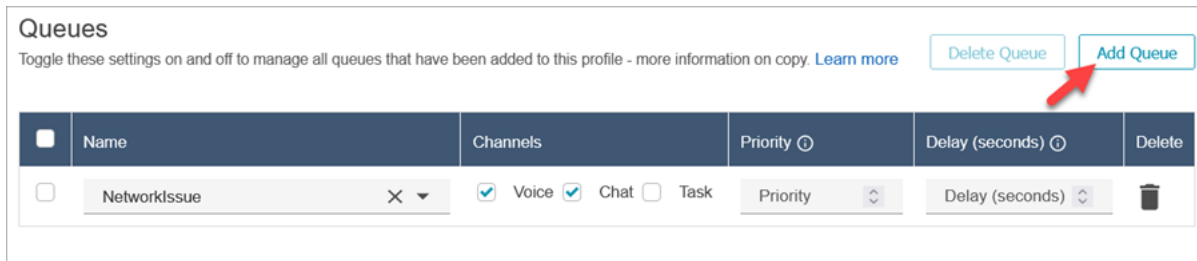 Queues
Toggle these settings on and off to manage all queues that have been added to this profile - more information on copy. Learn more
Delete Queue
Add Queue
Name
Channels
Priority
Delay (seconds)
Delete
NetworkIssue
Voice
Chat
Task
Priority
Delay (seconds)